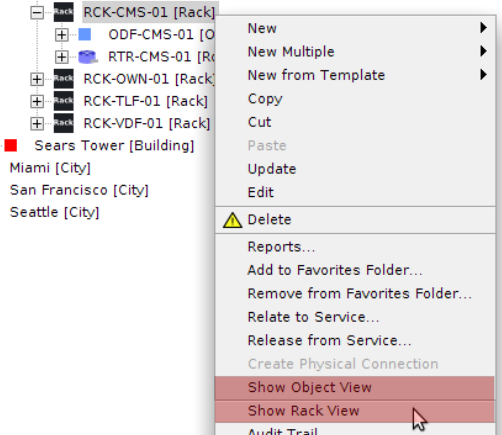 Rack RCK-CMS-01 [Rack]
ODF-CMS-01 [O
RTR-CMS-01 [Ro
Rack RCK-OWN-01 [Rack]
Rack RCK-TLF-01 [Rack]
Rack RCK-VDF-01 [Rack]
Sears Tower [Building]
Miami [City]
San Francisco [City]
Seattle [City]
New
New Multiple
New from Template
Copy
Cut
Paste
Update
Edit
Delete
Reports...
Add to Favorites Folder...
Remove from Favorites Folder...
Relate to Service...
Release from Service...
Create Physical Connection
Show Object View
Show Rack View
Audit Trail